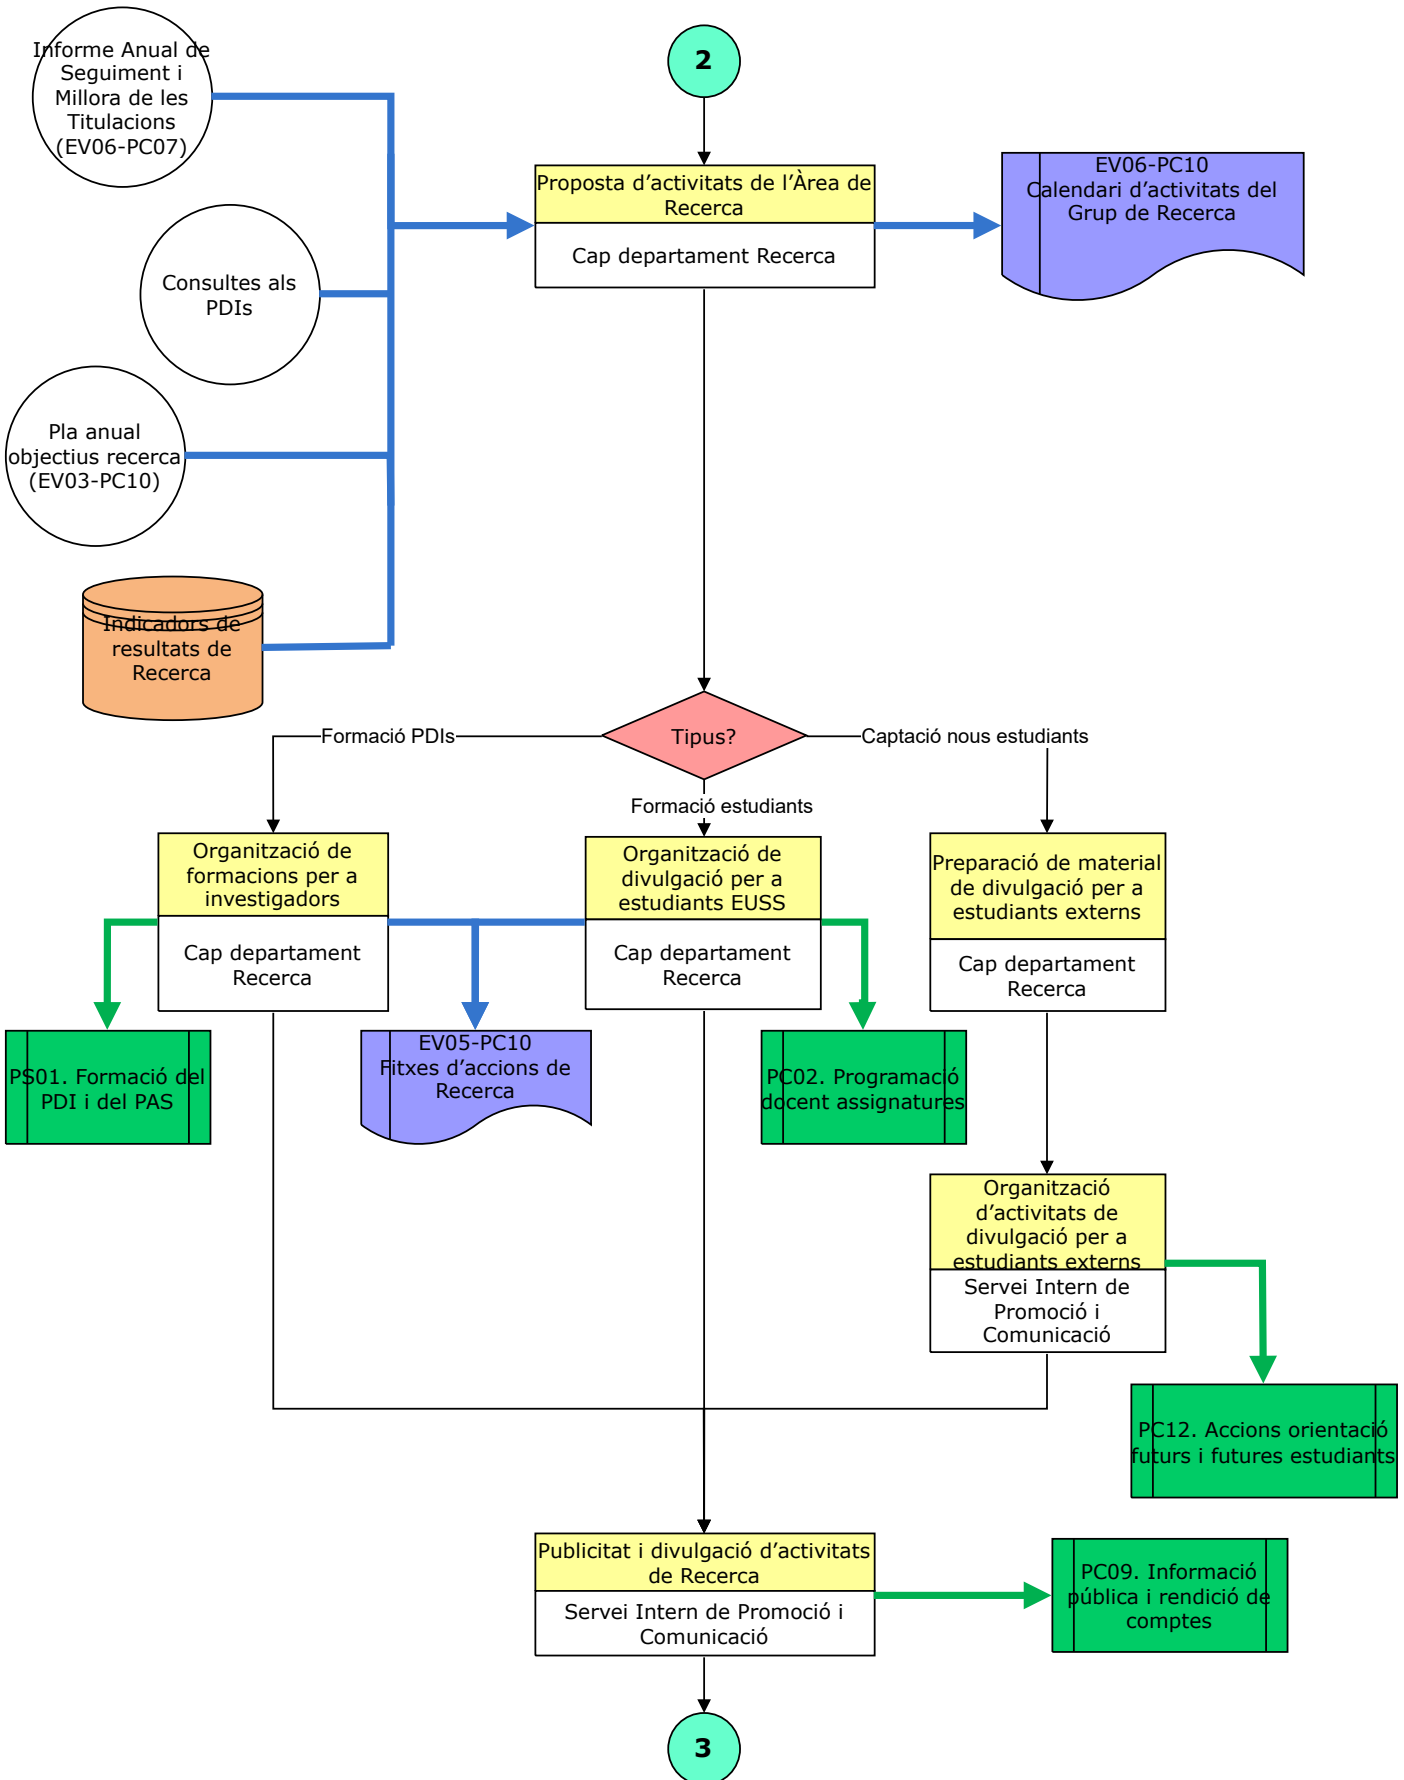 Informe Anual de
Seguiment i
Millora de les
Titulacions
(EV06-PC07)
2
Proposta d’activitats de l’Àrea de
Recerca
Cap departament Recerca
EV06-PC10
Calendari d’activitats del
Grup de Recerca
Consultes als
PDIs
Pla anual
objectius recerca
(EV03-PC10)
Indicadors de
resultats de
Recerca
Tipus?
Formació PDIs
Formació estudiants
Captació nous estudiants
Organització de
formacions per a
investigadors
Cap departament
Recerca
Organització de
divulgació per a
estudiants EUSS
Cap departament
Recerca
Preparació de material
de divulgació per a
estudiants externs
Cap departament
Recerca
PS01. Formació del
PDI i del PAS
EV05-PC10
Fitxes d’accions de
Recerca
PC02. Programació
docent assignatures
Organització
d’activitats de
divulgació per a
estudiants externs
Servei Intern de
Promoció i
Comunicació
PC12. Accions orientació
futurs i futures estudiants
Publicitat i divulgació d’activitats
de Recerca
Servei Intern de Promoció i
Comunicació
PC09. Informació
pública i rendició de
comptes
3